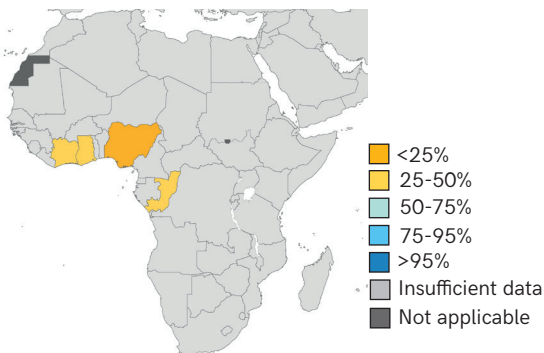 <25%
25-50%
50-75%
75-95%
>95%
Insufficient data
Not applicable